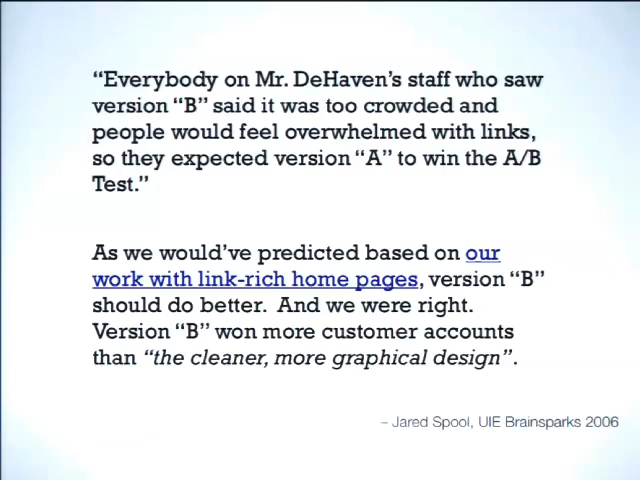 “Everybody on Mr. DeHaven’s staff who saw
version “B” said it was too crowded and
people would feel overwhelmed with links,
so they expected version “A” to win the A/B
Test.”
As we would’ve predicted based on our
work with link-rich home pages, version “B”
should do better. And we were right.
Version “B” won more customer accounts
than “the cleaner, more graphical design”.
– Jared Spool, UIE Brainsparks 2006